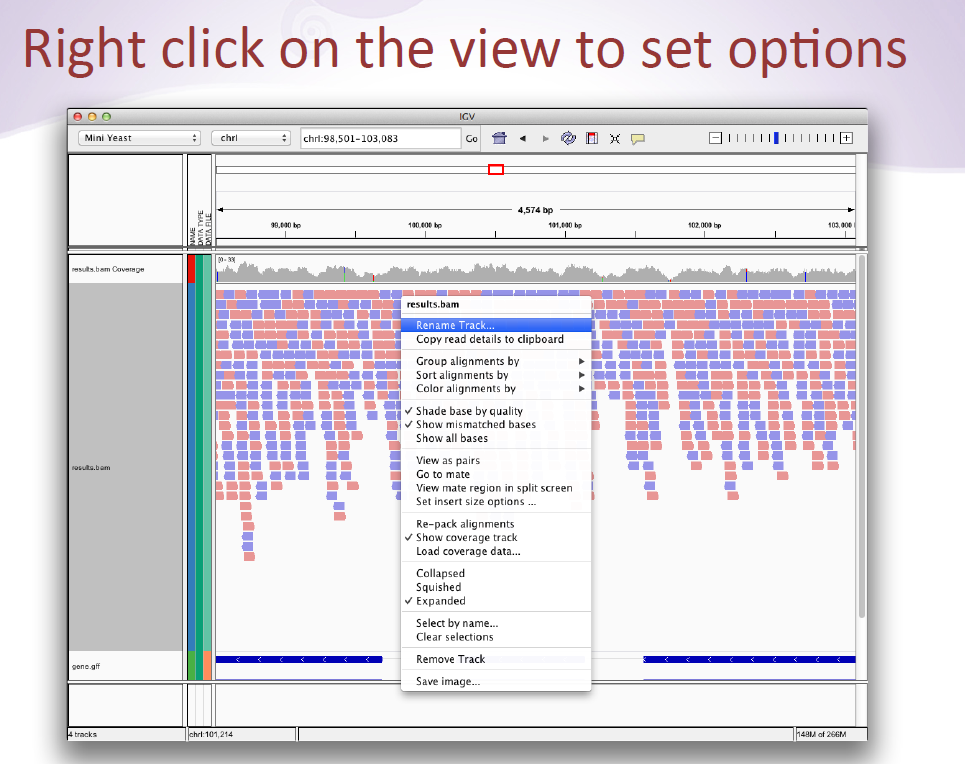 Right click on the view to set options
IGV
Mini Yeast chrI chrI:98,501-103,083 Go
NAME
DATA TYPE
DATA FILE
4,574 bp
99,000 bp 100,000 bp 101,000 bp 102,000 bp 103,000
results.bam Coverage
[0 - 33]
results.bam
Rename Track...
Copy read details to clipboard
Group alignments by
Sort alignments by
Color alignments by
Shade base by quality
Show mismatched bases
Show all bases
results.bam
View as pairs
Go to mate
View mate region in split screen
Set insert size options ...
Re-pack alignments
Show coverage track
Load coverage data...
Collapsed
Squished
Expanded
Select by name...
Clear selections
Remove Track
Save image...
gene.gff
4 tracks chrI:101,214 148M of 266M